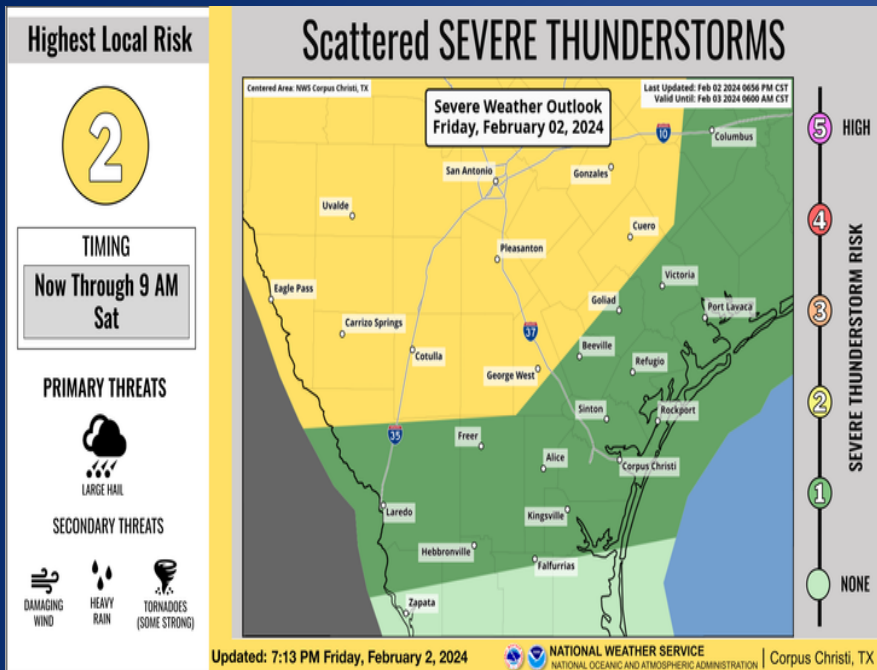 Highest Local Risk
2
TIMING
Now Through 9 AM
Sat
PRIMARY THREATS
LARGE HAIL
SECONDARY THREATS
DAMAGING
WIND
HEAVY
RAIN
TORNADOES
(SOME STRONG)
Scattered SEVERE THUNDERSTORMS
Centered Area: NWS Corpus Christi, TX
Severe Weather Outlook
Friday, February 02, 2024
Last Updated: Feb 02 2024 0656 PM CST
Valid Until: Feb 03 2024 0600 AM CST
10
Columbus
San Antonio
Gonzales
Uvalde
Cuero
Pleasanton
Victoria
Eagle Pass
Goliad
Port Lavaca
Carrizo Springs
37
Cotulla
Beeville
Refugio
George West
Sinton
Rockport
35
Freer
Alice
Corpus Christi
Laredo
Kingsville
Hebbronville
Falfurrias
Zapata
5
HIGH
4
3
2
1
NONE
SEVERE THUNDERSTORM RISK
Updated: 7:13 PM Friday, February 2, 2024
NATIONAL WEATHER SERVICE
NATIONAL OCEANIC AND ATMOSPHERIC ADMINISTRATION
Corpus Christi, TX